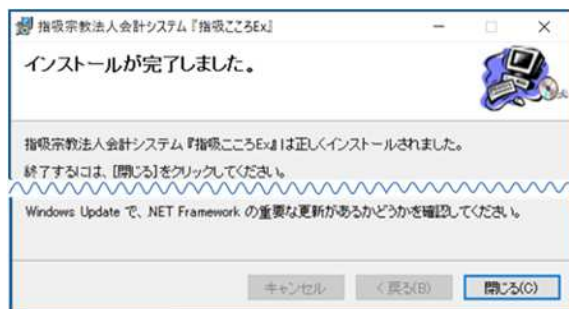 指吸宗教法人会計システム『指吸こころEx』
インストールが完了しました。
指吸宗教法人会計システム『指吸こころEx』は正しくインストールされました。
終了するには、[閉じる]をクリックしてください。
Windows Update で、.NET Framework の重要な更新があるかどうかを確認してください。
キャンセル
< 戻る(B)
閉じる(C)